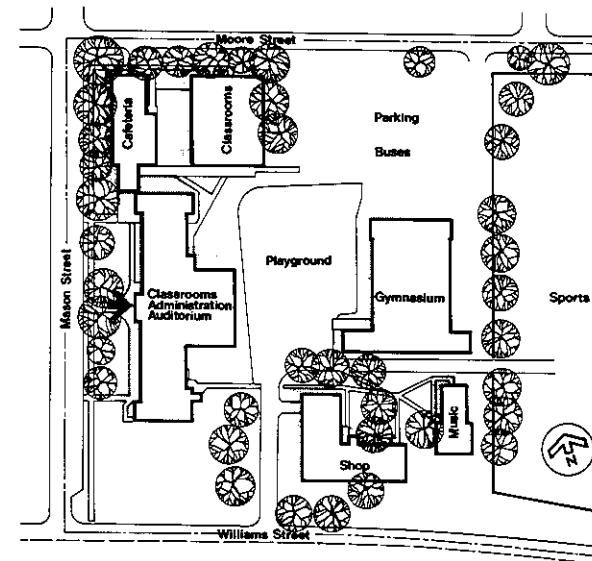 Moore Street
Cafeteria
Classrooms
Parking
Buses
Mason Street
Playground
Classrooms
Administration
Auditorium
Gymnasium
Sports
Music
Shop
N
Williams Street